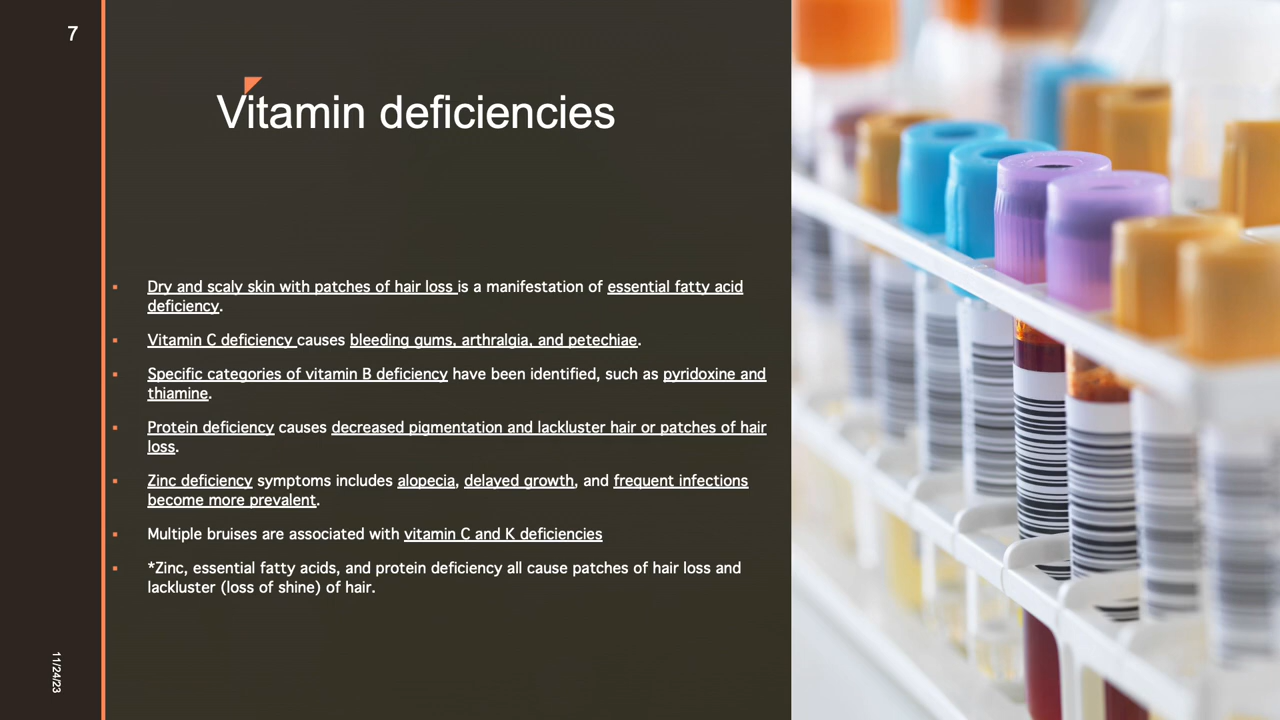 7
Vitamin deficiencies
▪ Dry and scaly skin with patches of hair loss is a manifestation of essential fatty acid
deficiency.
▪ Vitamin C deficiency causes bleeding gums, arthralgia, and petechiae.
▪ Specific categories of vitamin B deficiency have been identified, such as pyridoxine and
thiamine.
▪ Protein deficiency causes decreased pigmentation and lackluster hair or patches of hair
loss.
▪ Zinc deficiency symptoms includes alopecia, delayed growth, and frequent infections
become more prevalent.
▪ Multiple bruises are associated with vitamin C and K deficiencies
▪ *Zinc, essential fatty acids, and protein deficiency all cause patches of hair loss and
lackluster (loss of shine) of hair.
11/24/23